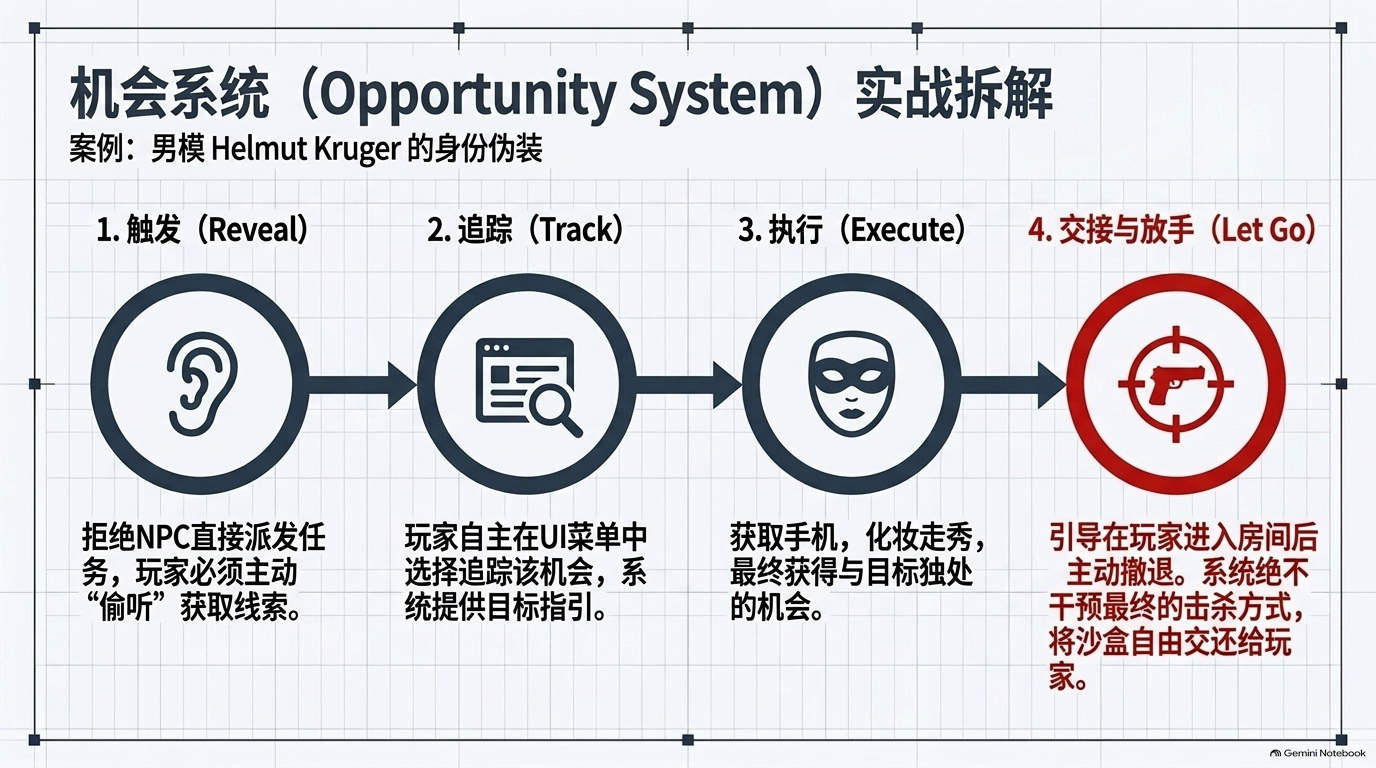 机会系统（Opportunity System）实战拆解
案例：男模 Helmut Kruger 的身份伪装
1. 触发（Reveal）
2. 追踪（Track）
3. 执行（Execute）
4. 交接与放手（Let Go）
拒绝NPC直接派发任
务，玩家必须主动
“偷听”获取线索。
玩家自主在UI菜单中
选择追踪该机会，系
统提供目标指引。
获取手机，化妆走秀，
最终获得与目标独处
的机会。
引导在玩家进入房间后
主动撤退。系统绝不
干预最终的击杀方式，
将沙盒自由交还给玩
家。
Gemini Notebook